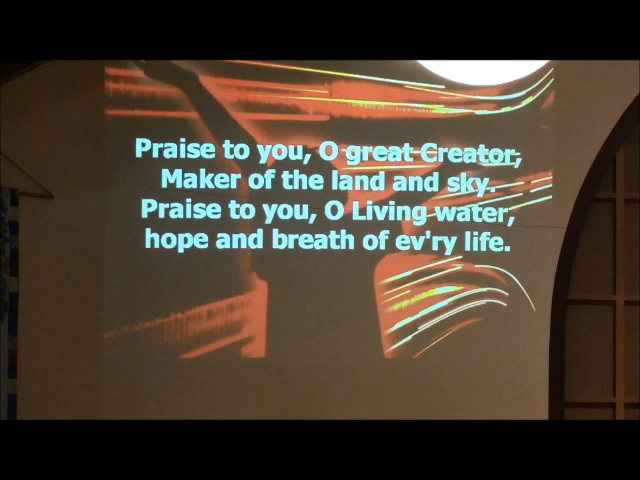 Praise to you, O great Creator,
Maker of the land and sky.
Praise to you, O Living water,
hope and breath of ev'ry life.